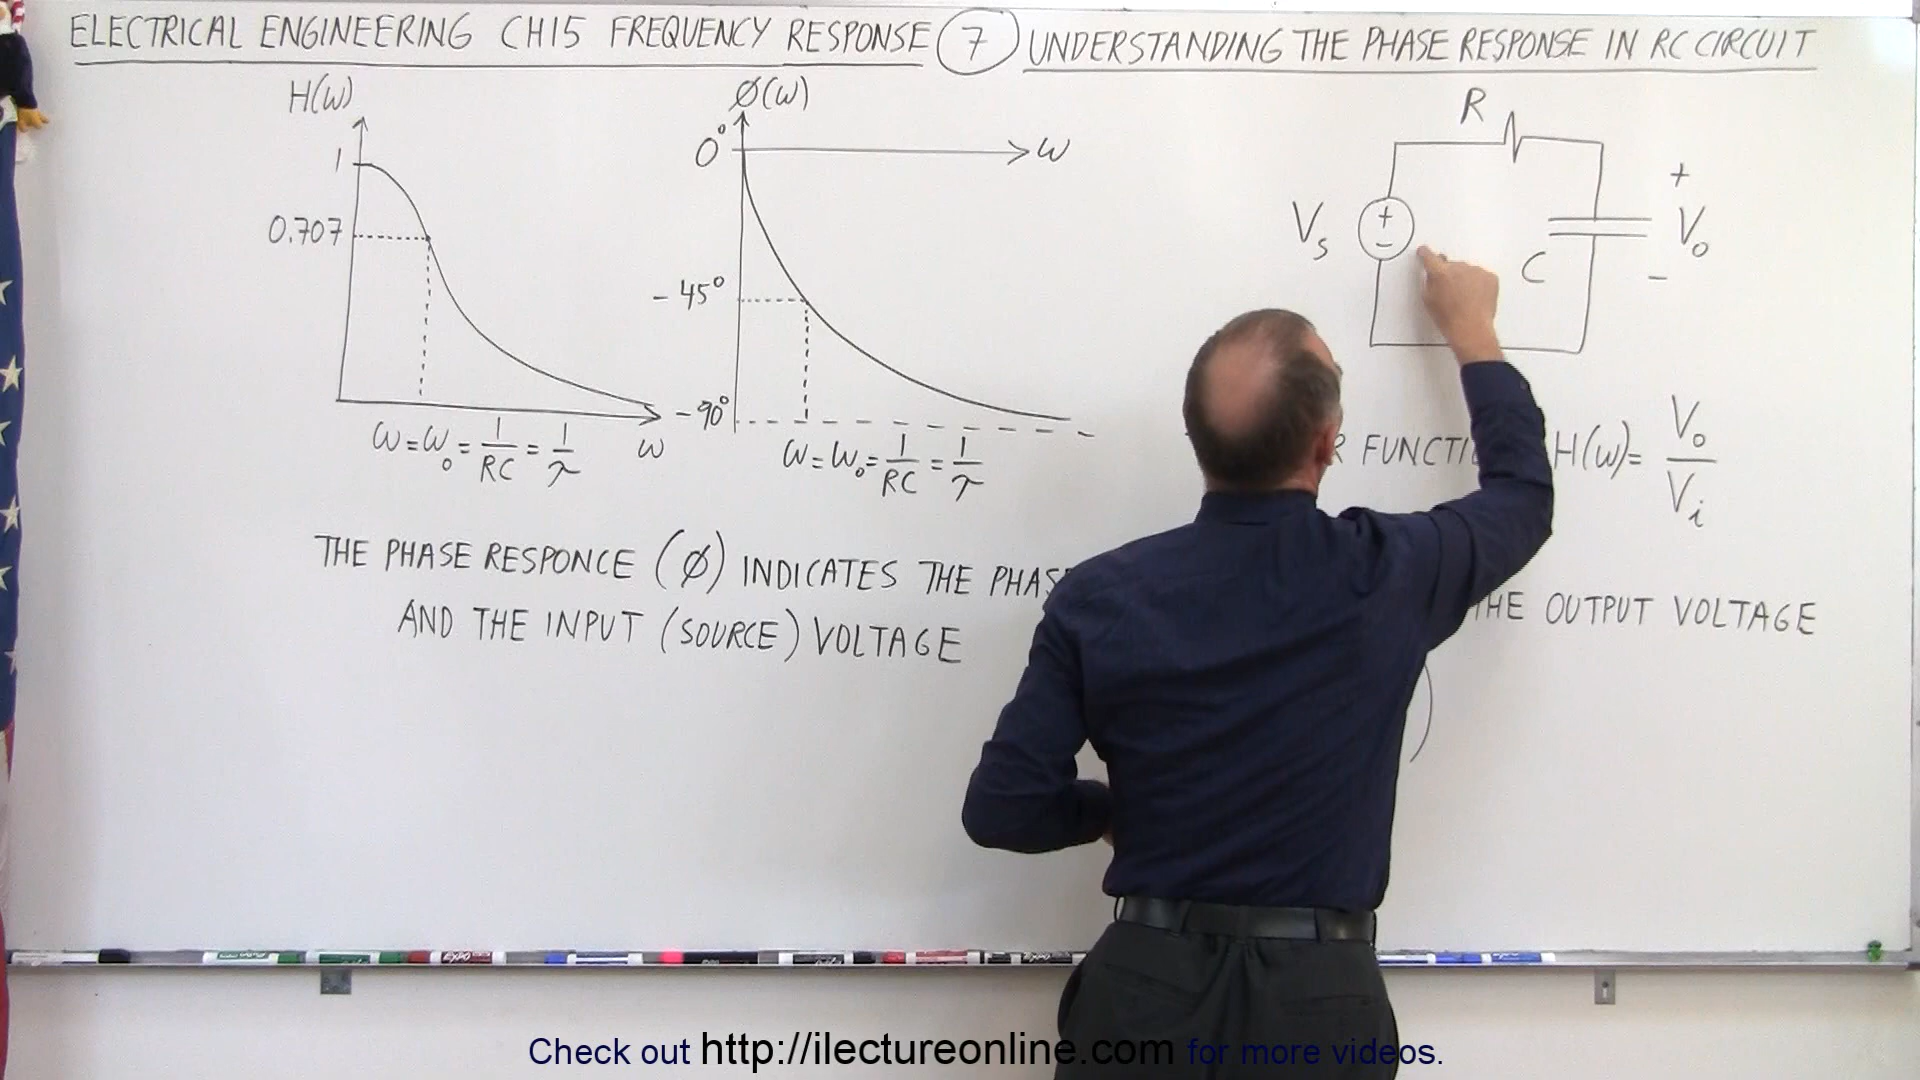 ELECTRICAL ENGINEERING CH15 FREQUENCY RESPONSE 7 UNDERSTANDING THE PHASE RESPONSE IN RC CIRCUIT
H(ω)
1
0.707
ω=ω₀=1/RC=1/τ
ω
Ø(ω)
0°
ω
-45°
-90°
ω=ω₀=1/RC=1/τ
R
Vs
+
-
C
+
Vo
-
R FUNCTI H(ω)= Vo/Vi
THE PHASE RESPONCE (Ø) INDICATES THE PHAS THE OUTPUT VOLTAGE
AND THE INPUT (SOURCE) VOLTAGE
)
EXPO
Check out http://ilectureonline.com for more videos.